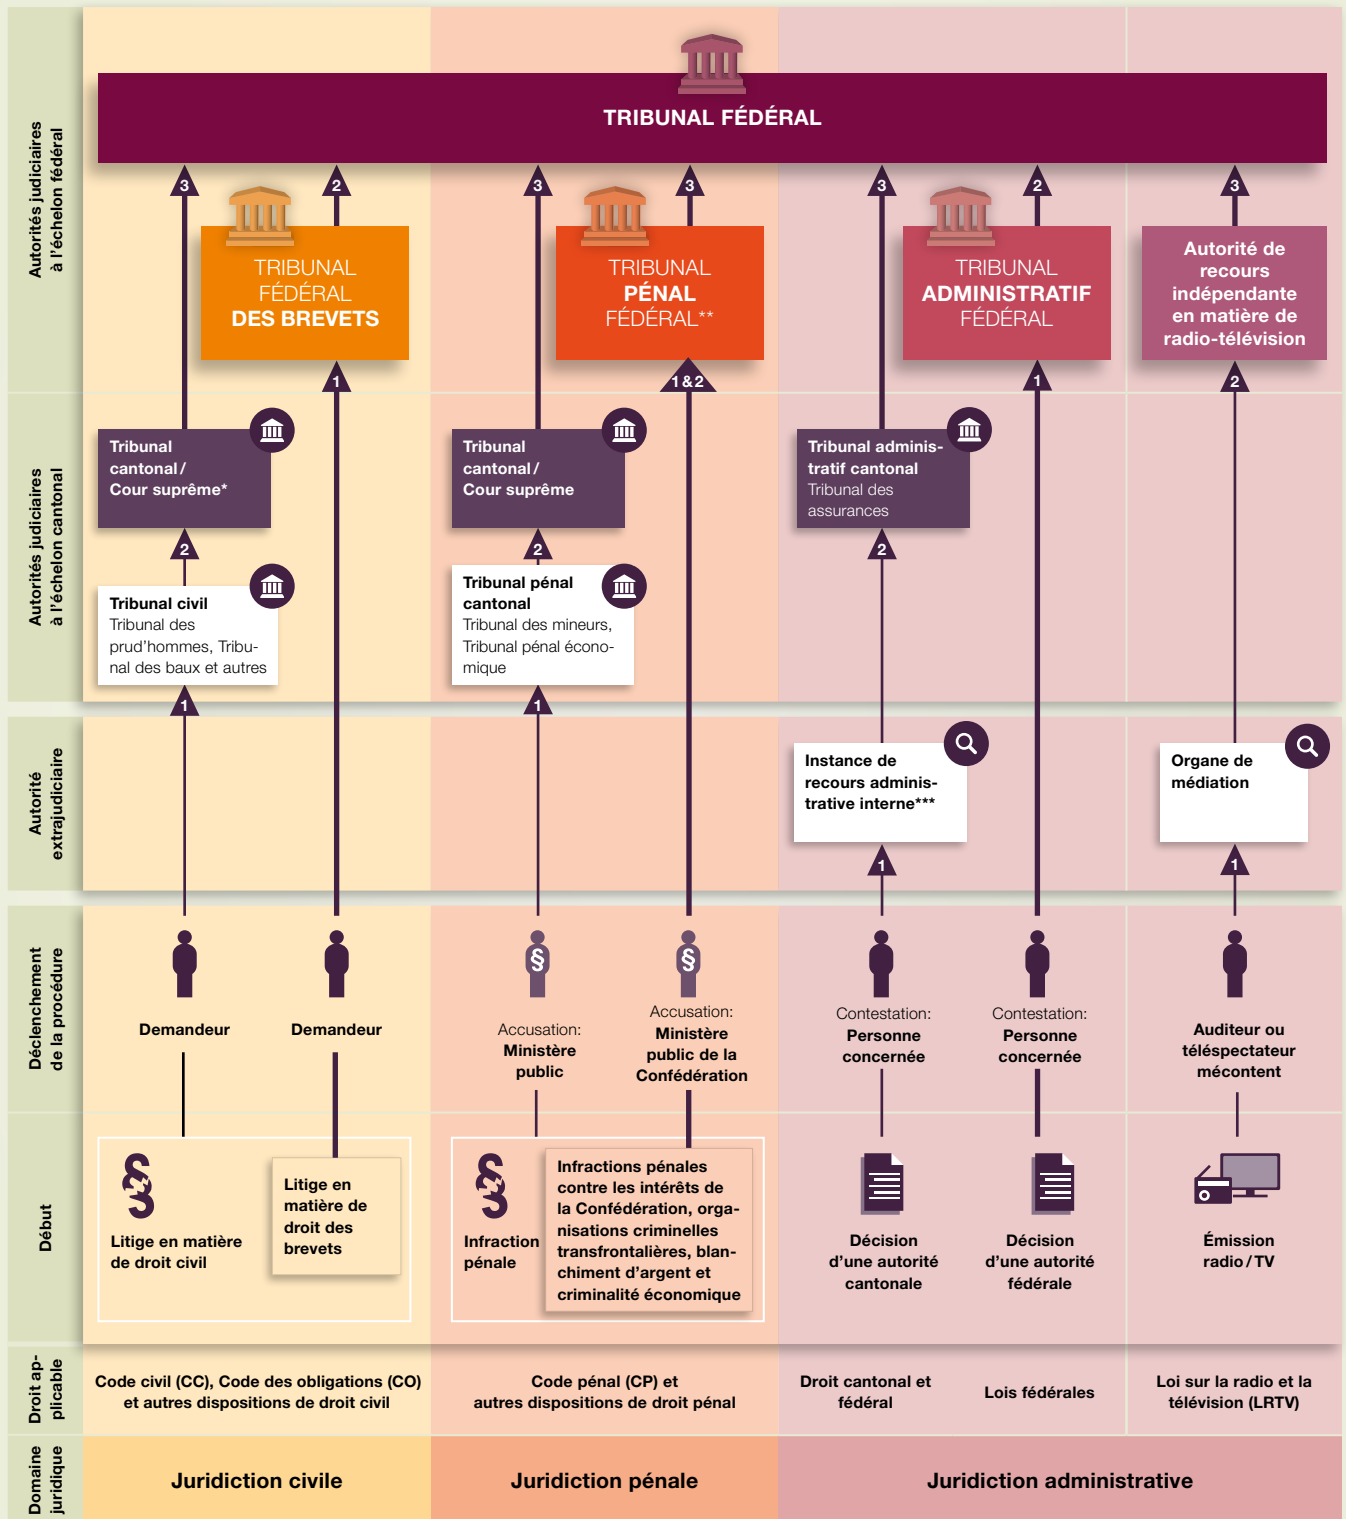 Autorités judiciaires
à l'échelon fédéral
TRIBUNAL FÉDÉRAL
3
2
3
3
3
2
3
TRIBUNAL
FÉDÉRAL
DES BREVETS
TRIBUNAL
PÉNAL
FÉDÉRAL**
TRIBUNAL
ADMINISTRATIF
FÉDÉRAL
Autorité de
recours
indépendante
en matière de
radio-télévision
1
1 & 2
1
2
Autorités judiciaires
à l'échelon cantonal
Tribunal
cantonal /
Cour suprême*
Tribunal
cantonal /
Cour suprême
Tribunal adminis-
tratif cantonal
Tribunal des
assurances
2
2
2
Tribunal civil
Tribunal des
prud'hommes, Tribu-
nal des baux et autres
Tribunal pénal
cantonal
Tribunal des mineurs,
Tribunal pénal écono-
mique
1
1
Autorité
extrajudiciaire
Instance de
recours adminis-
trative interne***
Organe de
médiation
1
1
Déclenchement
de la procédure
§
§
Demandeur
Demandeur
Accusation:
Ministère
public
Accusation:
Ministère
public de la
Confédération
Contestation:
Personne
concernée
Contestation:
Personne
concernée
Auditeur ou
téléspectateur
mécontent
Début
§
Litige en matière
de droit civil
Litige en
matière de
droit des
brevets
§
Infraction
pénale
Infractions pénales
contre les intérêts de
la Confédération, orga-
nisations criminelles
transfrontalières, blan-
chiment d'argent et
criminalité économique
Décision
d'une autorité
cantonale
Décision
d'une autorité
fédérale
Émission
radio / TV
Droit ap-
plicable
Code civil (CC), Code des obligations (CO)
et autres dispositions de droit civil
Code pénal (CP) et
autres dispositions de droit pénal
Droit cantonal et
fédéral
Lois fédérales
Loi sur la radio et la
télévision (LRTV)
Domaine
juridique
Juridiction civile
Juridiction pénale
Juridiction administrative